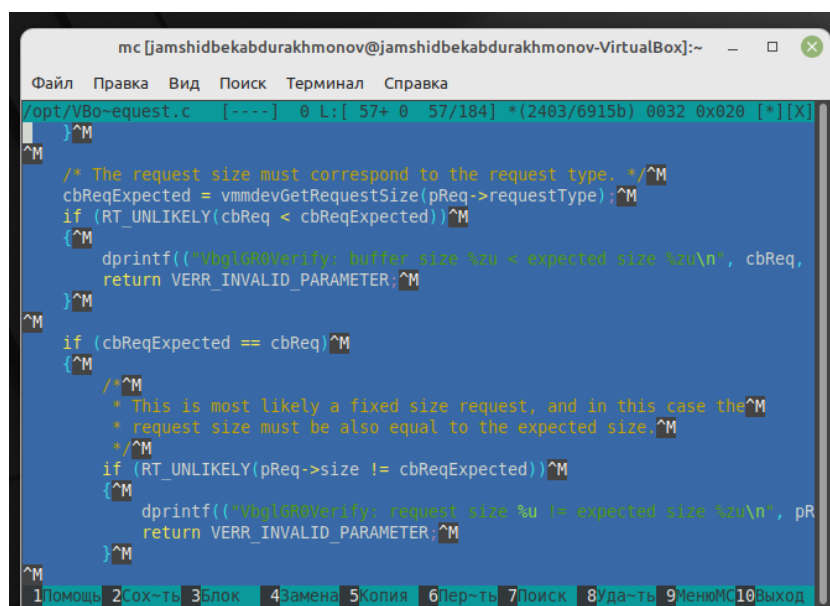 mc [jamshidbekabdurakhmonov@jamshidbekabdurakhmonov-VirtualBox]:~
Файл Правка Вид Поиск Терминал Справка
/opt/VBo~equest.c [----] 0 L:[ 57+ 0 57/184] *(2403/6915b) 0032 0x020 [*][X]
}^M
^M
/* The request size must correspond to the request type. */^M
cbReqExpected = vmmdevGetRequestSize(pReq->requestType);^M
if (RT_UNLIKELY(cbReq < cbReqExpected))^M
{^M
dprintf(("VbglGR0Verify: buffer size %zu < expected size %zu\n", cbReq,
return VERR_INVALID_PARAMETER;^M
}^M
^M
if (cbReqExpected == cbReq)^M
{^M
/*^M
* This is most likely a fixed size request, and in this case the^M
* request size must be also equal to the expected size.^M
*/^M
if (RT_UNLIKELY(pReq->size != cbReqExpected))^M
{^M
dprintf(("VbglGR0Verify: request size %u != expected size %zu\n", pR
return VERR_INVALID_PARAMETER;^M
}^M
^M
1Помощь 2Сох~ть 3Блок 4Замена 5Копия 6Пер~ть 7Поиск 8Уда~ть 9МенюМС 10Выход